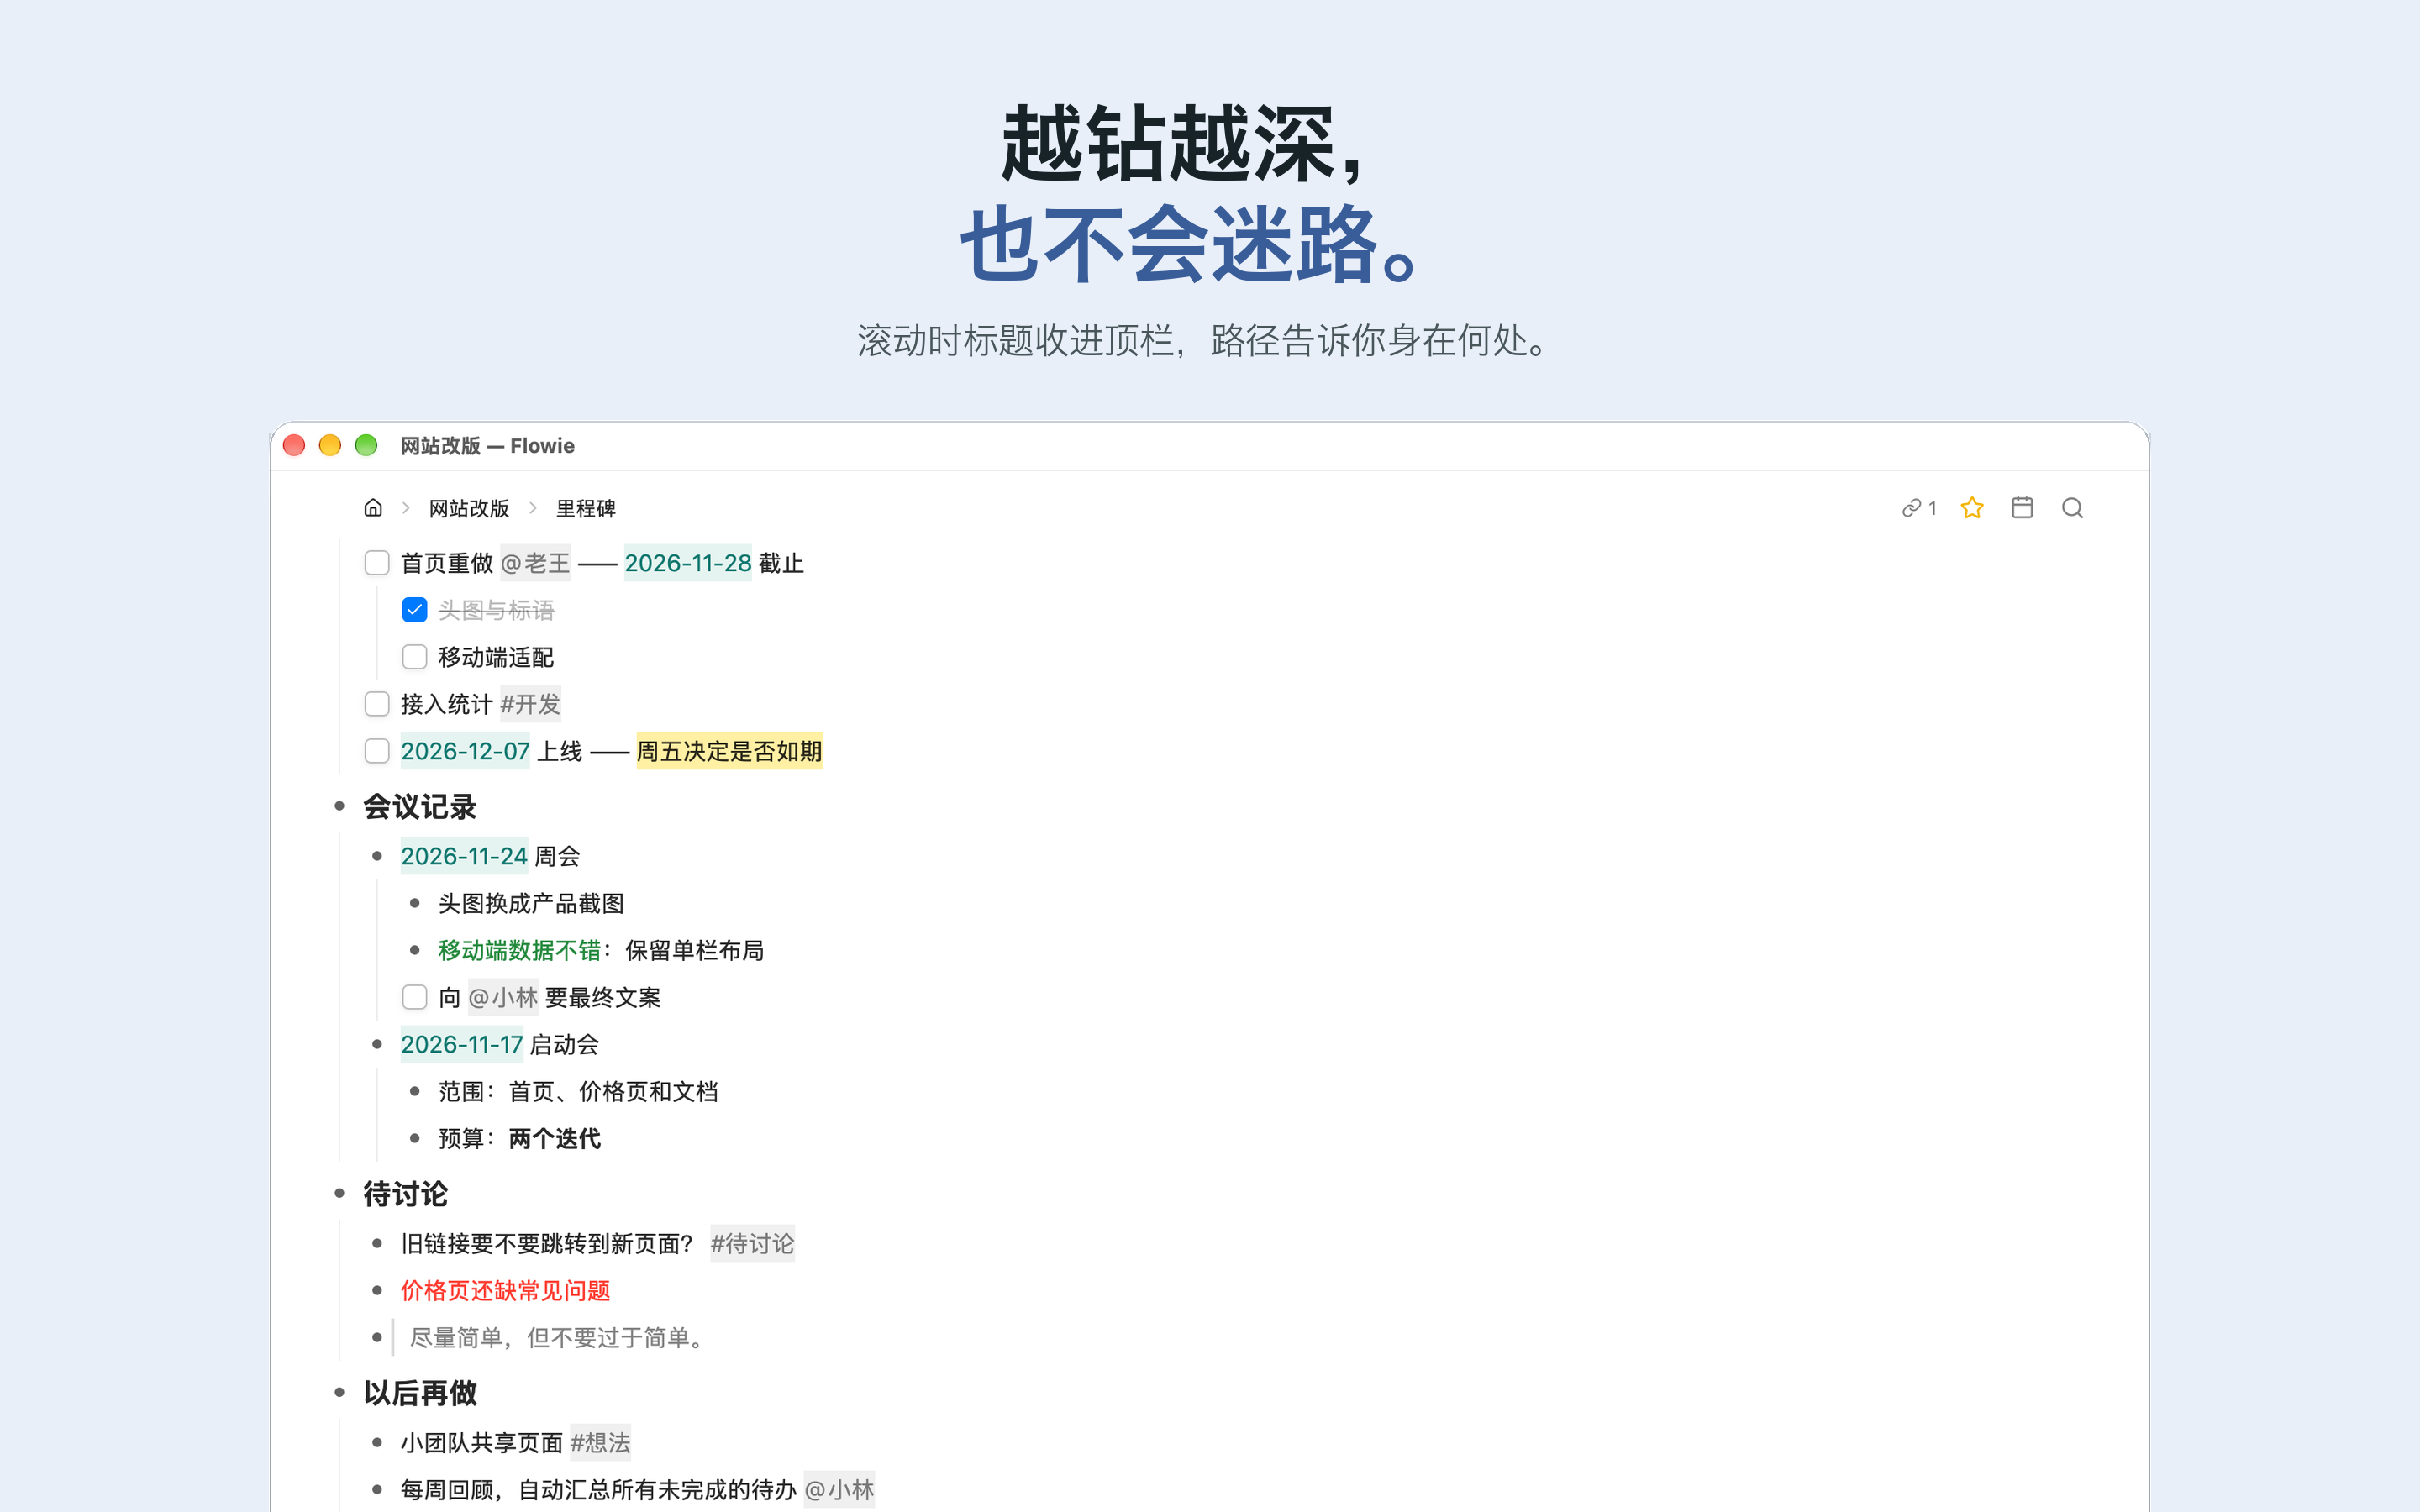 越钻越深，
也不会迷路。
滚动时标题收进顶栏，路径告诉你身在何处。
网站改版 — Flowie
网站改版 > 里程碑 1
首页重做 @老王 —— 2026-11-28 截止
头图与标语
移动端适配
接入统计 #开发
2026-12-07 上线 —— 周五决定是否如期
会议记录
2026-11-24 周会
头图换成产品截图
移动端数据不错：保留单栏布局
向 @小林 要最终文案
2026-11-17 启动会
范围：首页、价格页和文档
预算：两个迭代
待讨论
旧链接要不要跳转到新页面？ #待讨论
价格页还缺常见问题
尽量简单，但不要过于简单。
以后再做
小团队共享页面 #想法
每周回顾，自动汇总所有未完成的待办 @小林